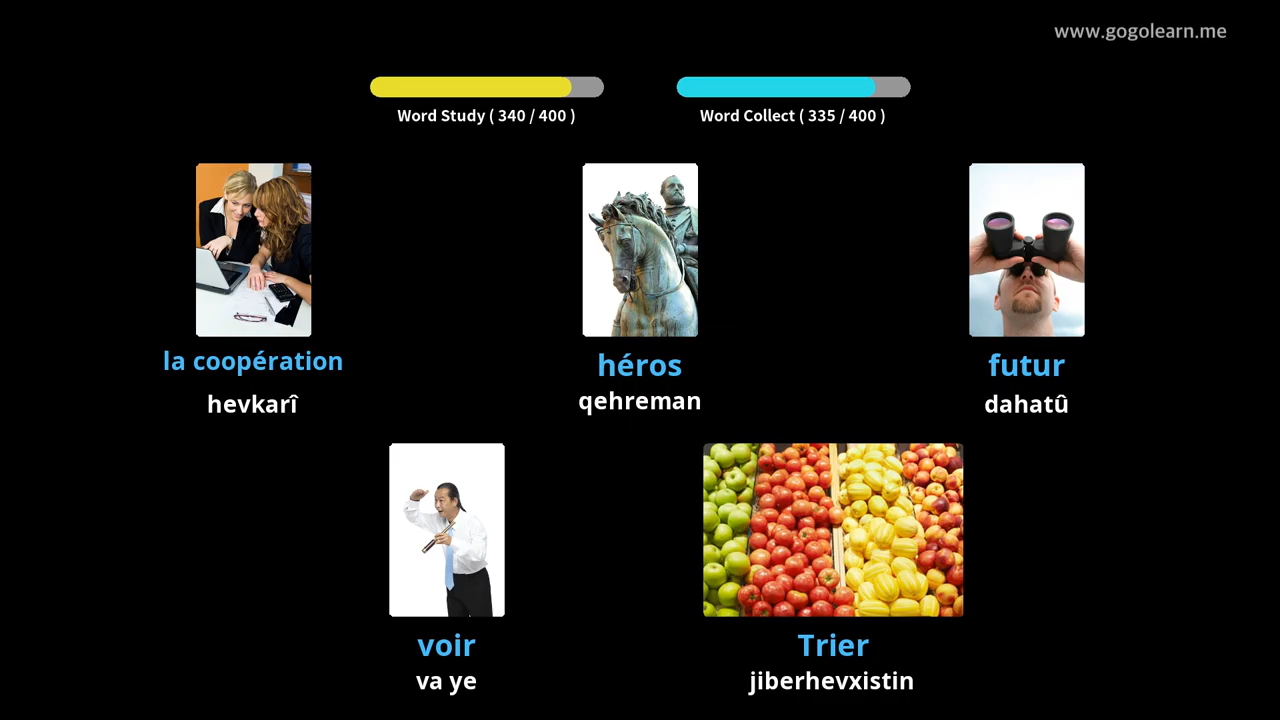 www.gogolearn.me
Word Study ( 340 / 400 )
Word Collect ( 335 / 400 )
la coopération
hevkarî
héros
qehreman
futur
dahatû
voir
va ye
Trier
jiberhevxistin